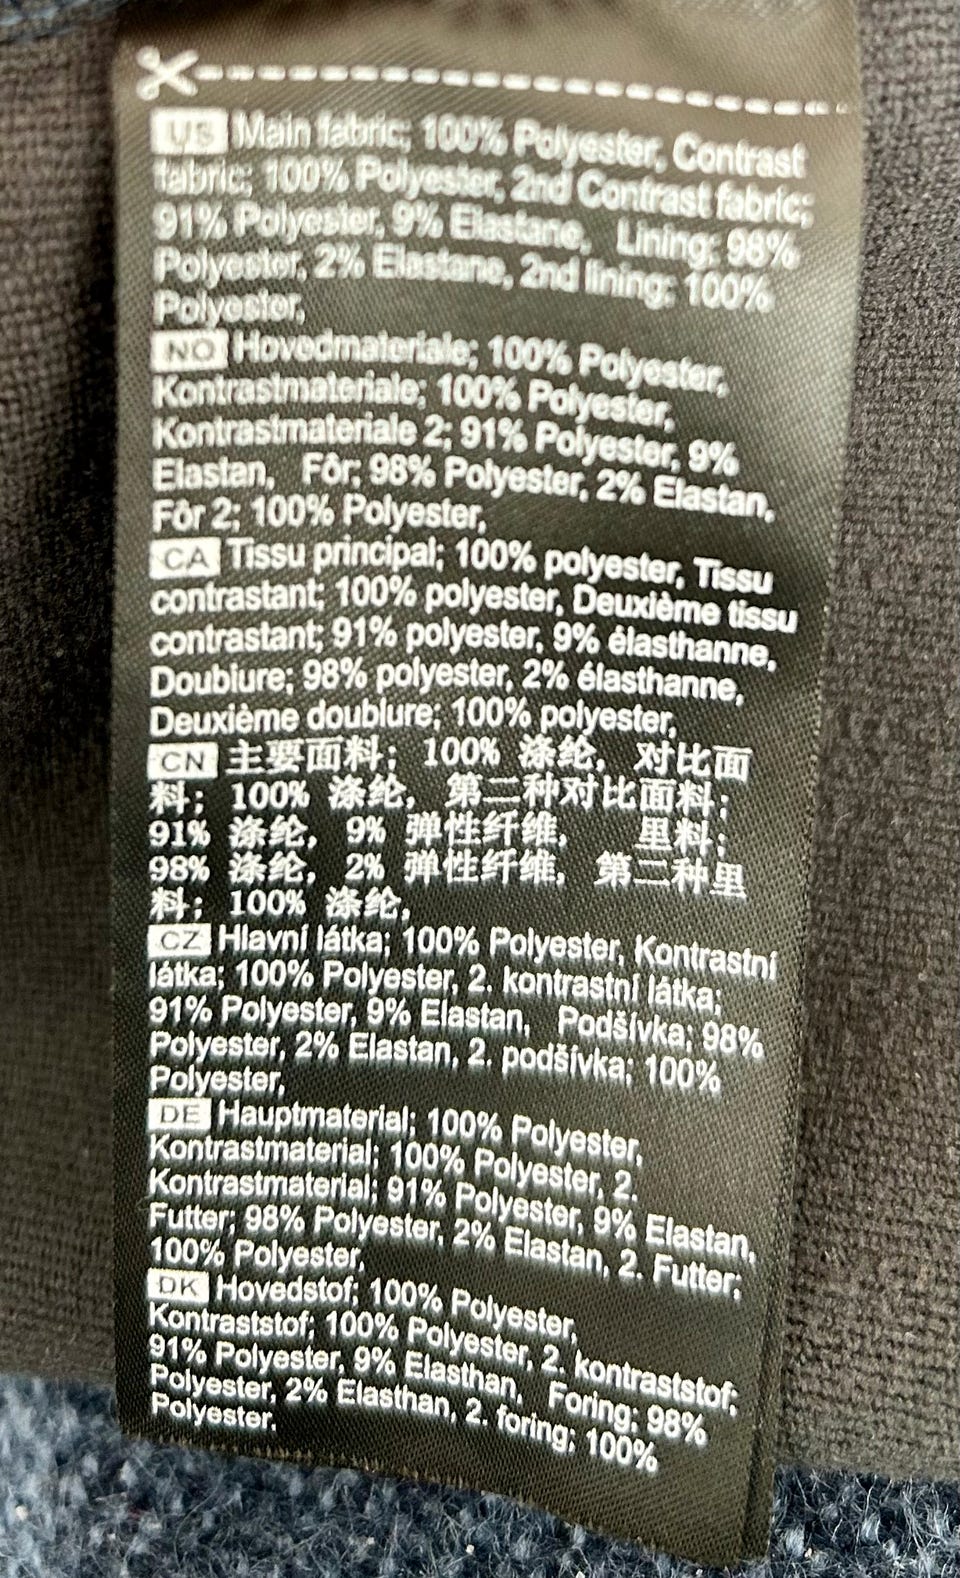 US Main fabric; 100% Polyester, Contrast
fabric; 100% Polyester, 2nd Contrast fabric;
91% Polyester, 9% Elastane,   Lining; 98%
Polyester, 2% Elastane, 2nd lining; 100%
Polyester,
NO Hovedmateriale; 100% Polyester,
Kontrastmateriale; 100% Polyester,
Kontrastmateriale 2; 91% Polyester, 9%
Elastan,   Fôr; 98% Polyester, 2% Elastan,
Fôr 2; 100% Polyester,
CA Tissu principal; 100% polyester, Tissu
contrastant; 100% polyester, Deuxième tissu
contrastant; 91% polyester, 9% élasthanne,
Doublure; 98% polyester, 2% élasthanne,
Deuxième doublure; 100% polyester,
CN 主要面料; 100% 涤纶, 对比面
料; 100% 涤纶, 第二种对比面料;
91% 涤纶, 9% 弹性纤维,   里料;
98% 涤纶, 2% 弹性纤维, 第二种里
料; 100% 涤纶,
CZ Hlavní látka; 100% Polyester, Kontrastní
látka; 100% Polyester, 2. kontrastní látka;
91% Polyester, 9% Elastan,   Podšívka; 98%
Polyester, 2% Elastan, 2. podšívka; 100%
Polyester,
DE Hauptmaterial; 100% Polyester,
Kontrastmaterial; 100% Polyester, 2.
Kontrastmaterial; 91% Polyester, 9% Elastan,
Futter; 98% Polyester, 2% Elastan, 2. Futter;
100% Polyester,
DK Hovedstof; 100% Polyester,
Kontraststof; 100% Polyester, 2. kontraststof;
91% Polyester, 9% Elasthan,   Foring; 98%
Polyester, 2% Elasthan, 2. foring; 100%
Polyester.